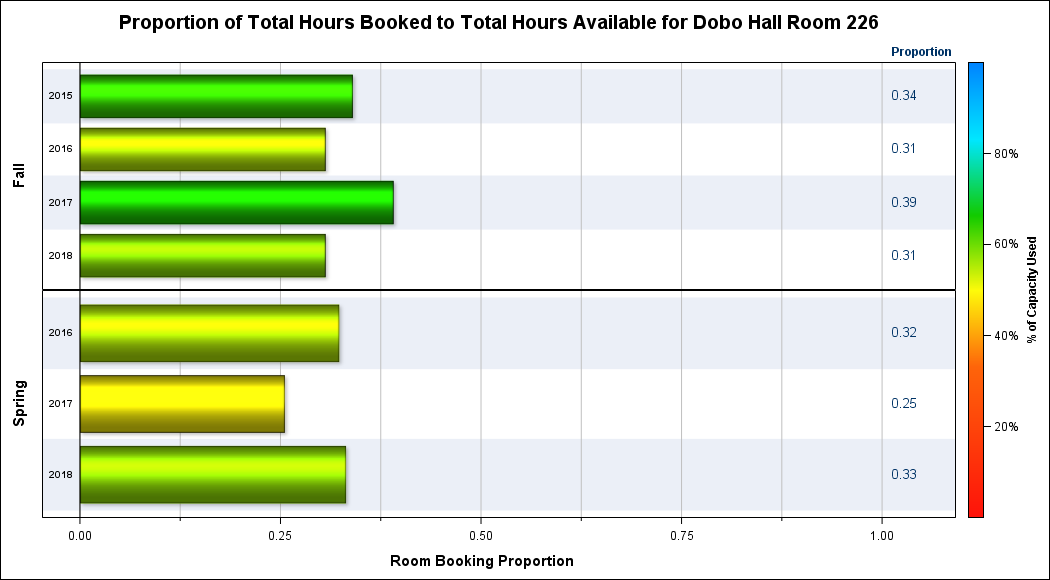 Proportion of Total Hours Booked to Total Hours Available for Dobo Hall Room 226
Proportion
Fall
2015 0.34
2016 0.31
2017 0.39
2018 0.31
Spring
2016 0.32
2017 0.25
2018 0.33
0.00 0.25 0.50 0.75 1.00
Room Booking Proportion
80%
60%
40%
20%
% of Capacity Used